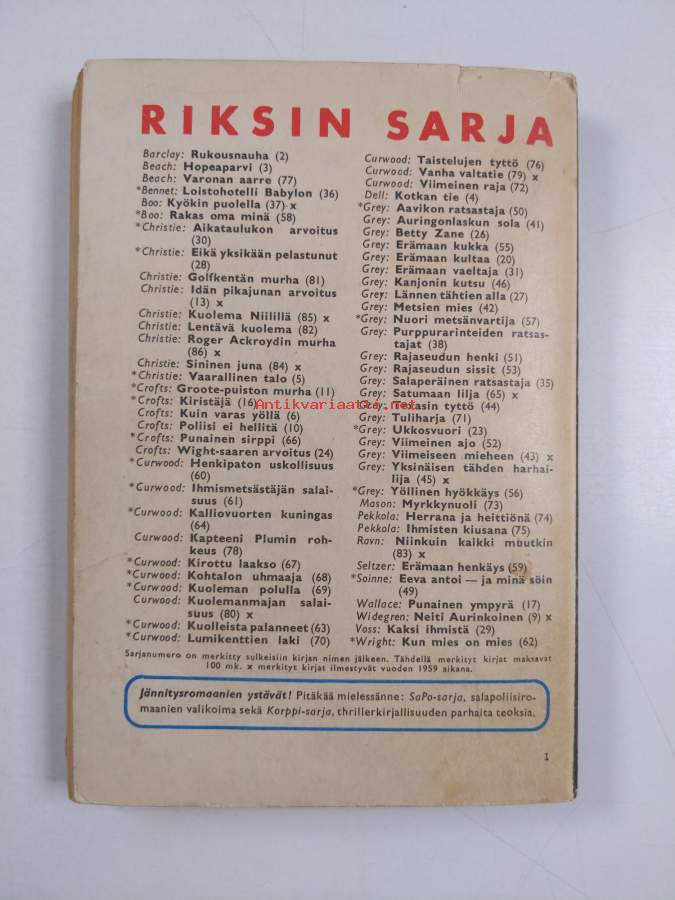 RIKSIN SARJA
Barclay: Rukousnauha (2)
Beach: Hopeaparvi (3)
Beach: Varonan aarre (77)
*Bennet: Loistohotelli Babylon (36)
Boo: Kyökin puolella (37) x
*Boo: Rakas oma minä (58)
*Christie: Aikataulukon arvoitus
(30)
*Christie: Eikä yksikään pelastunut
(28)
Christie: Golfkentän murha (81)
Christie: Idän pikajunan arvoitus
(13) x
Christie: Kuolema Niilillä (85) x
Christie: Lentävä kuolema (82)
Christie: Roger Ackroydin murha
(86) x
Christie: Sininen juna (84) x
*Christie: Vaarallinen talo (5)
*Crofts: Groote-puiston murha (11)
*Crofts: Kiristäjä (16)
Crofts: Kuin varas yöllä (6)
Crofts: Poliisi ei hellitä (10)
*Crofts: Punainen sirppi (66)
Crofts: Wight-saaren arvoitus (24)
*Curwood: Henkipaton uskollisuus
(60)
*Curwood: Ihmismetsästäjän salai-
suus (61)
*Curwood: Kalliovuorten kuningas
(64)
Curwood: Kapteeni Plumin roh-
keus (78)
*Curwood: Kirottu laakso (67)
*Curwood: Kohtalon uhmaaja (68)
*Curwood: Kuoleman polulla (69)
Curwood: Kuolemanmajan salai-
suus (80) x
*Curwood: Kuolleista palanneet (63)
*Curwood: Lumikenttien laki (70)
Curwood: Taistelujen tyttö (76)
Curwood: Vanha valtatie (79) x
Curwood: Viimeinen raja (72)
Dell: Kotkan tie (4)
*Grey: Aavikon ratsastaja (50)
Grey: Auringonlaskun sola (41)
Grey: Betty Zane (26)
Grey: Erämaan kukka (55)
Grey: Erämaan kultaa (20)
Grey: Erämaan vaeltaja (31)
Grey: Kanjonin kutsu (46)
Grey: Lännen tähtien alla (27)
Grey: Metsien mies (42)
*Grey: Nuori metsänvartija (57)
Grey: Purppurarinteiden ratsas-
tajat (38)
Grey: Rajaseudun henki (51)
Grey: Rajaseudun sissit (53)
Grey: Salaperäinen ratsastaja (35)
Grey: Satumaan lilja (65) x
Grey: Texasin tyttö (44)
Grey: Tuliharja (71)
*Grey: Ukkosvuori (23)
Grey: Viimeinen ajo (52)
Grey: Viimeiseen mieheen (43) x
Grey: Yksinäisen tähden harhai-
lija (45) x
*Grey: Yöllinen hyökkäys (56)
Mason: Myrkkynuoli (73)
Pekkola: Herrana ja heittiönä (74)
Pekkola: Ihmisten kiusana (75)
Ravn: Niinkuin kaikki muutkin
(83) x
Seltzer: Erämaan henkäys (59)
*Soinne: Eeva antoi — ja minä söin
(49)
Wallace: Punainen ympyrä (17)
Widegren: Neiti Aurinkoinen (9) x
Voss: Kaksi ihmistä (29)
*Wright: Kun mies on mies (62)
Antikvariaatti.net
Sarjanumero on merkitty sulkeisiin kirjan nimen jälkeen. Tähdellä merkityt kirjat maksavat
100 mk. x merkityt kirjat ilmestyvät vuoden 1959 aikana.
Jännitysromaanien ystävät! Pitäkää mielessänne: SaPo-sarja, salapoliisiro-
maanien valikoima sekä Korppi-sarja, thrillerkirjallisuuden parhaita teoksia.
1